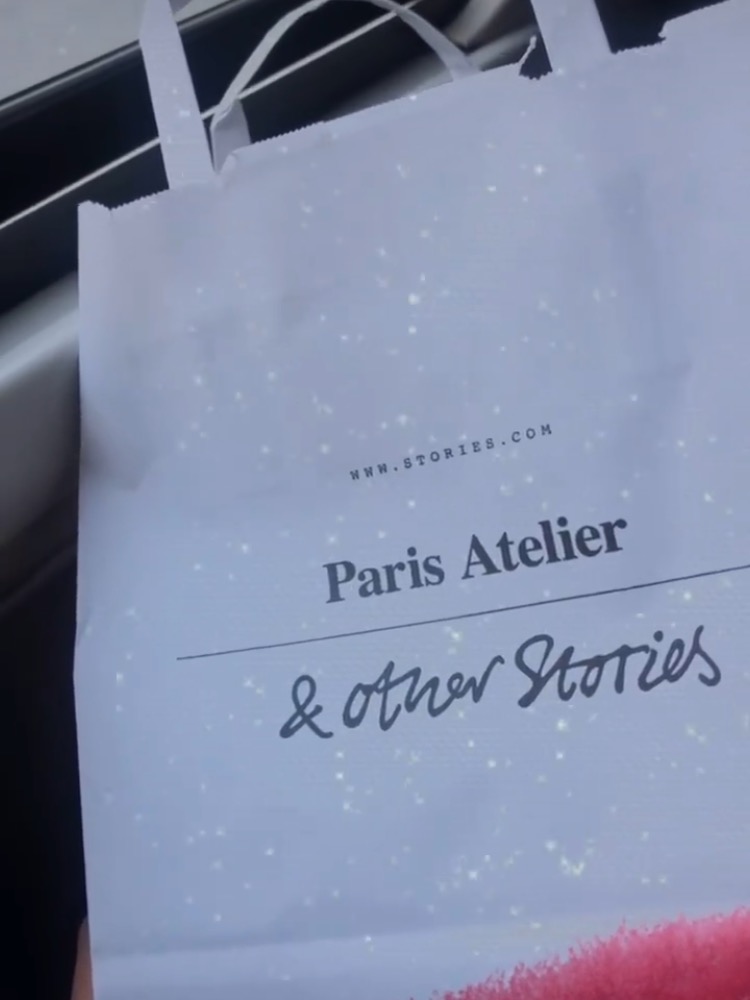 WWW.STORIES.COM
Paris Atelier
& other Stories